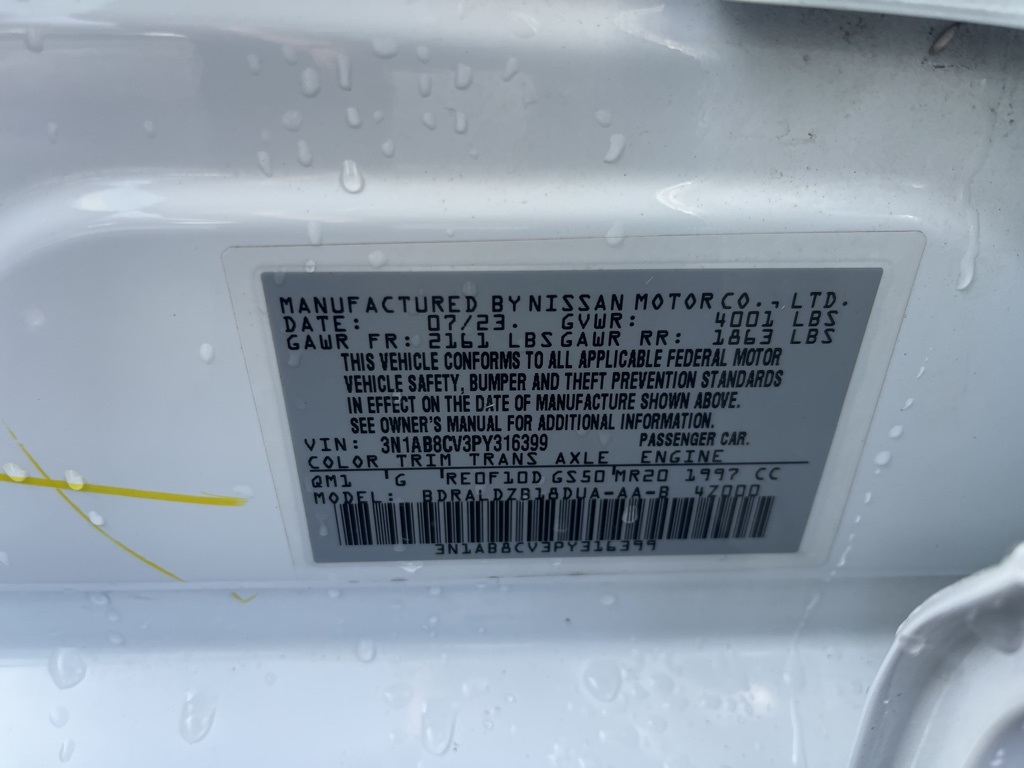 MANUFACTURED BY NISSAN MOTOR CO., LTD.
DATE: 07/23. GVWR: 4001 LBS
GAWR FR: 2161 LBS GAWR RR: 1863 LBS
THIS VEHICLE CONFORMS TO ALL APPLICABLE FEDERAL MOTOR
VEHICLE SAFETY, BUMPER AND THEFT PREVENTION STANDARDS
IN EFFECT ON THE DATE OF MANUFACTURE SHOWN ABOVE.
SEE OWNER'S MANUAL FOR ADDITIONAL INFORMATION.
VIN: 3N1AB8CV3PY316399 PASSENGER CAR.
COLOR TRIM TRANS AXLE ENGINE
QM1 G RE0F10D GS50 MR20 1997 CC
MODEL: BDRALDZB18DUA-AA-B 47000
3N1AB8CV3PY316399